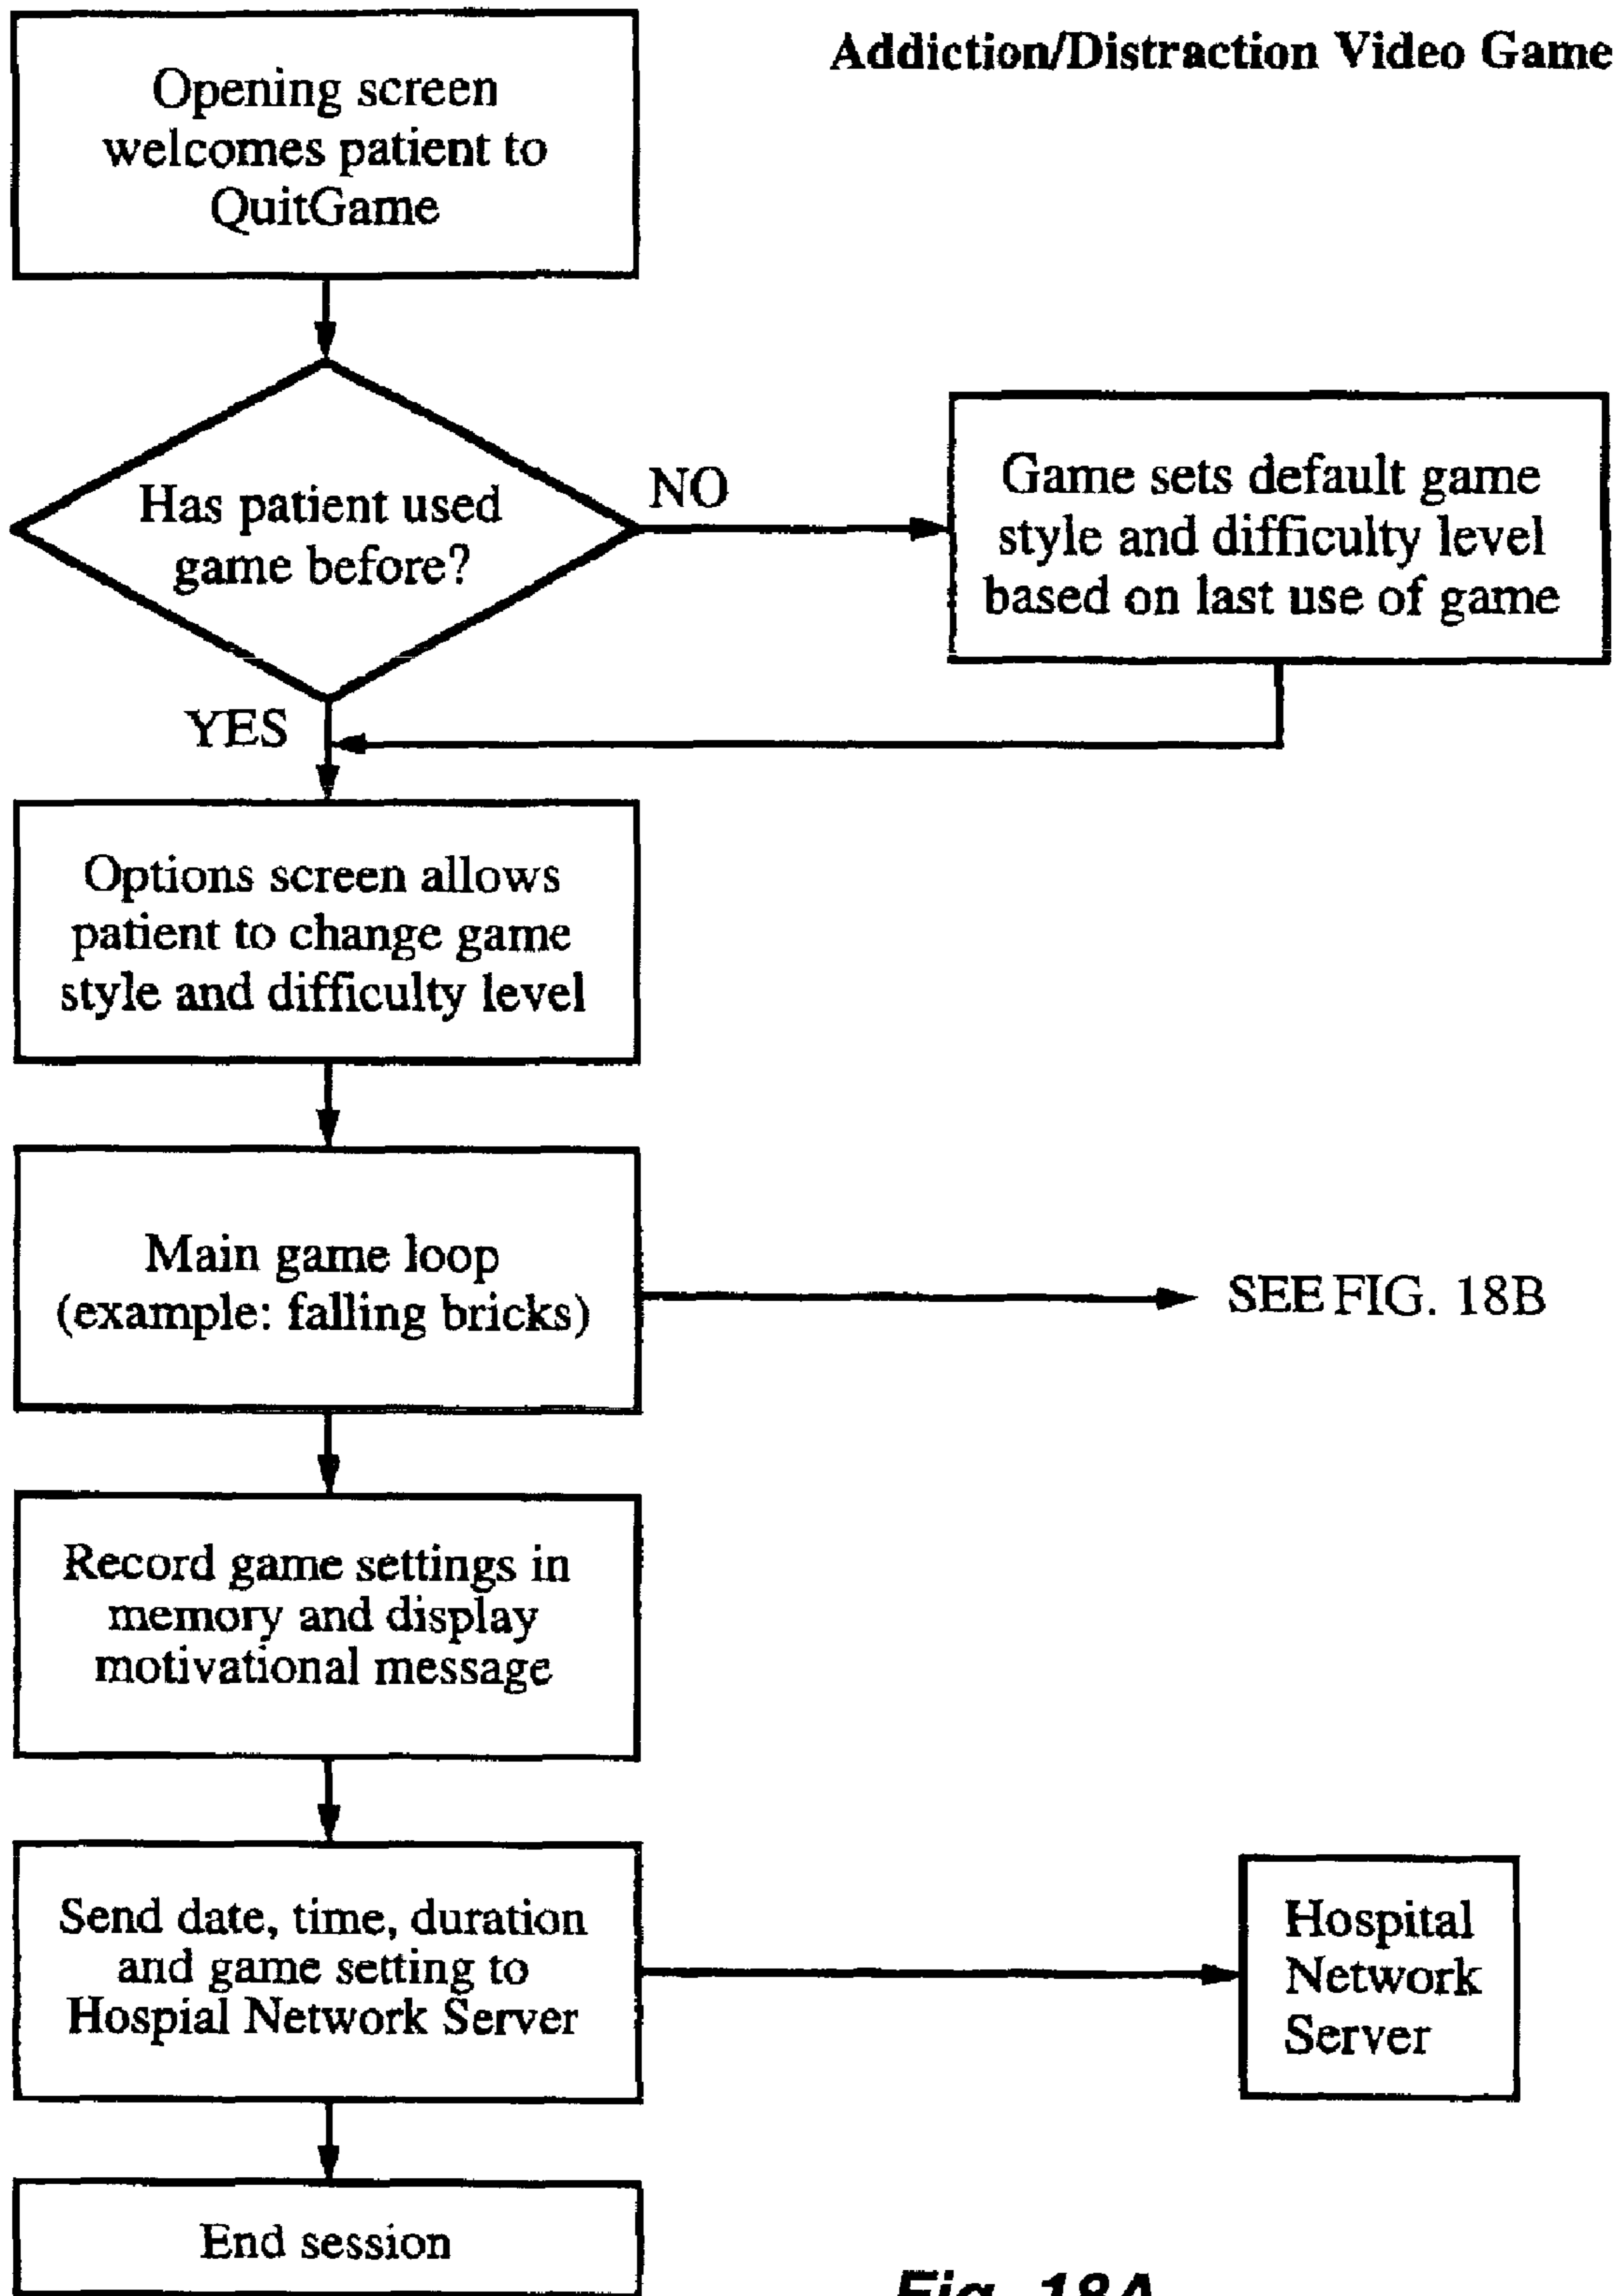 Addiction/Distraction Video Game
Opening screen
welcomes patient to
QuitGame
Has patient used
game before?
NO
Game sets default game
style and difficulty level
based on last use of game
YES
Options screen allows
patient to change game
style and difficulty level
Main game loop
(example: falling bricks)
SEE FIG. 18B
Record game settings in
memory and display
motivational message
Send date, time, duration
and game setting to
Hospial Network Server
Hospital
Network
Server
End session
Fig. 18A